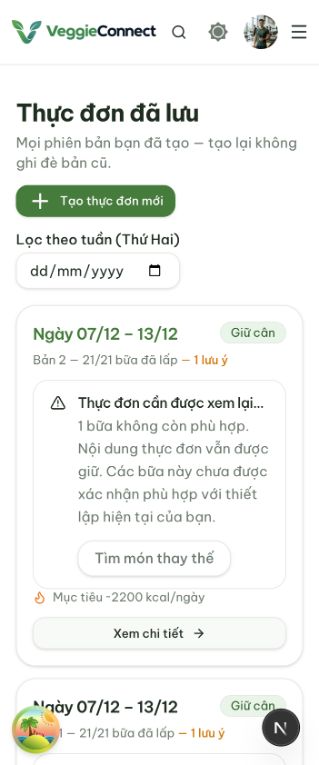 VeggieConnect
Thực đơn đã lưu
Mọi phiên bản bạn đã tạo — tạo lại không
ghi đè bản cũ.
Tạo thực đơn mới
Lọc theo tuần (Thứ Hai)
dd/mm/yyyy
Ngày 07/12 – 13/12
Giữ cân
Bản 2 — 21/21 bữa đã lấp — 1 lưu ý
Thực đơn cần được xem lại...
1 bữa không còn phù hợp.
Nội dung thực đơn vẫn được
giữ. Các bữa này chưa được
xác nhận phù hợp với thiết
lập hiện tại của bạn.
Tìm món thay thế
Mục tiêu ~2200 kcal/ngày
Xem chi tiết
Ngày 07/12 – 13/12
Giữ cân
1 — 21/21 bữa đã lấp — 1 lưu ý
N